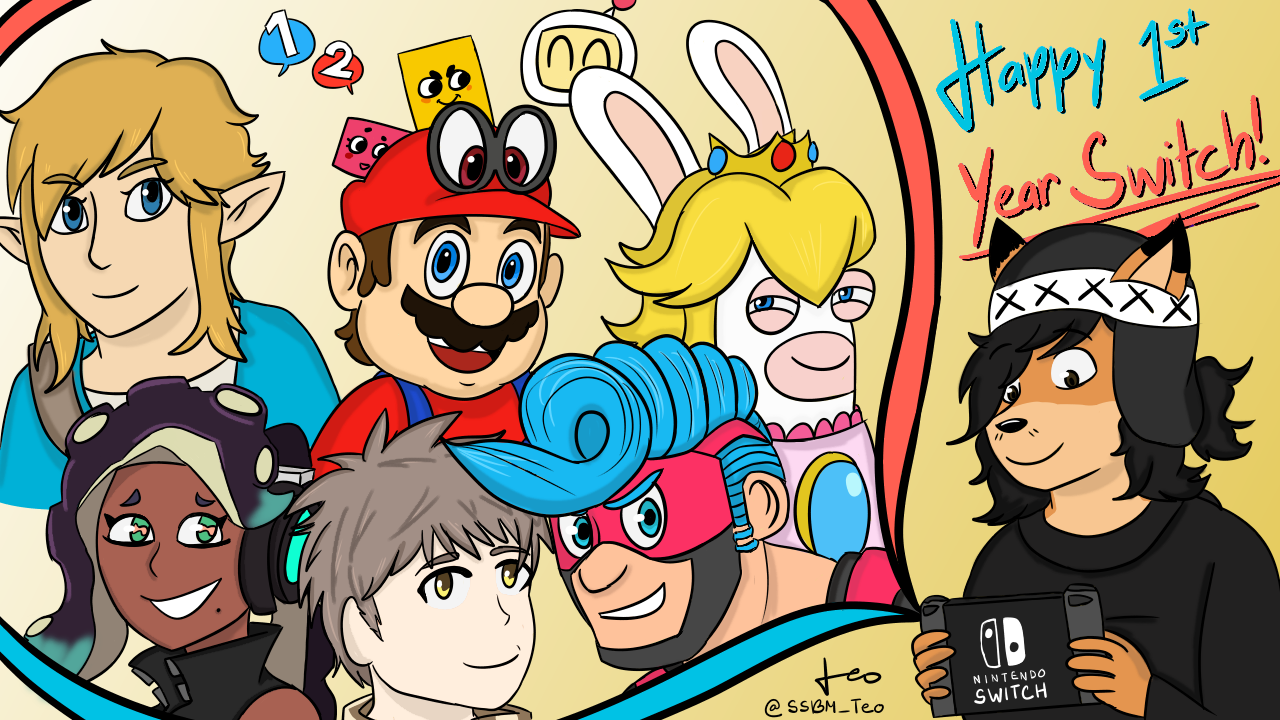 1
2
Happy 1st
Year Switch!
NINTENDO
SWITCH
teo
@SSBM_Teo